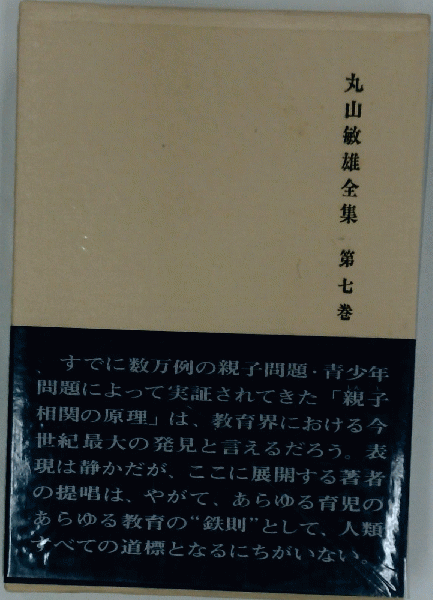 丸山敏雄全集 第七巻
すでに数万例の親子問題・青少年
問題によって実証されてきた「親子
相関の原理」は、教育界における今
世紀最大の発見と言えるだろう。表
現は静かだが、ここに展開する著者
の提唱は、やがて、あらゆる育児の
あらゆる教育の“鉄則”として、人類
すべての道標となるにちがいない。